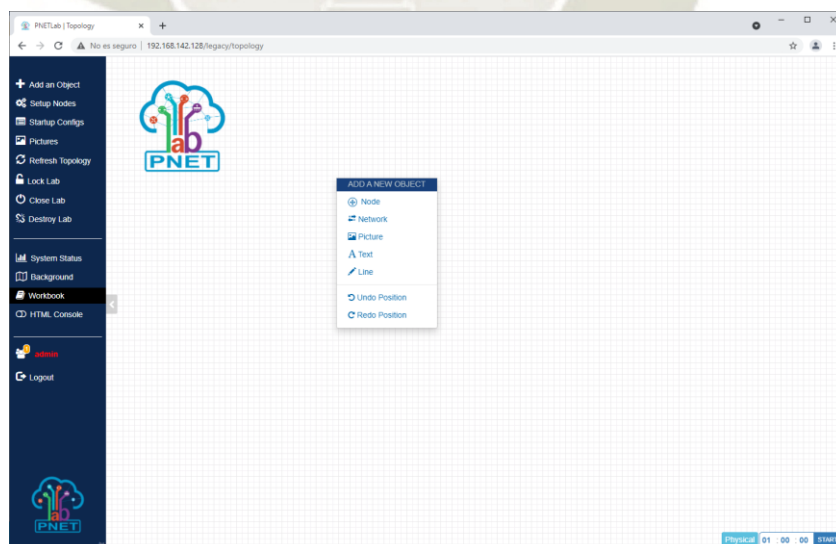 PNETLab | Topology
No es seguro | 192.168.142.128/legacy/topology
Add an Object
Setup Nodes
Startup Configs
Pictures
Refresh Topology
Lock Lab
Close Lab
Destroy Lab
System Status
Background
Workbook
HTML Console
admin
Logout
lab
PNET
ADD A NEW OBJECT
Node
Network
Picture
Text
Line
Undo Position
Redo Position
lab
PNET
Physical 01 : 00 : 00 START